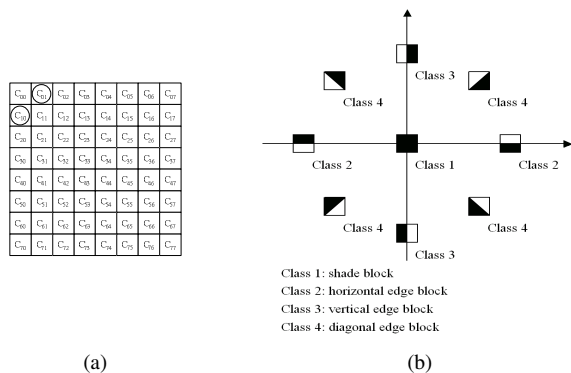 C00 C01 C02 C03 C04 C05 C06 C07
C10 C11 C12 C13 C14 C15 C16 C17
C20 C21 C22 C23 C24 C25 C26 C27
C30 C31 C32 C33 C34 C35 C36 C37
C40 C41 C42 C43 C44 C45 C46 C47
C50 C51 C52 C53 C54 C55 C56 C57
C60 C61 C62 C63 C64 C65 C66 C67
C70 C71 C72 C73 C74 C75 C76 C77
(a)
Class 3
Class 4
Class 4
Class 2
Class 1
Class 2
Class 4
Class 4
Class 3
Class 1: shade block
Class 2: horizontal edge block
Class 3: vertical edge block
Class 4: diagonal edge block
(b)